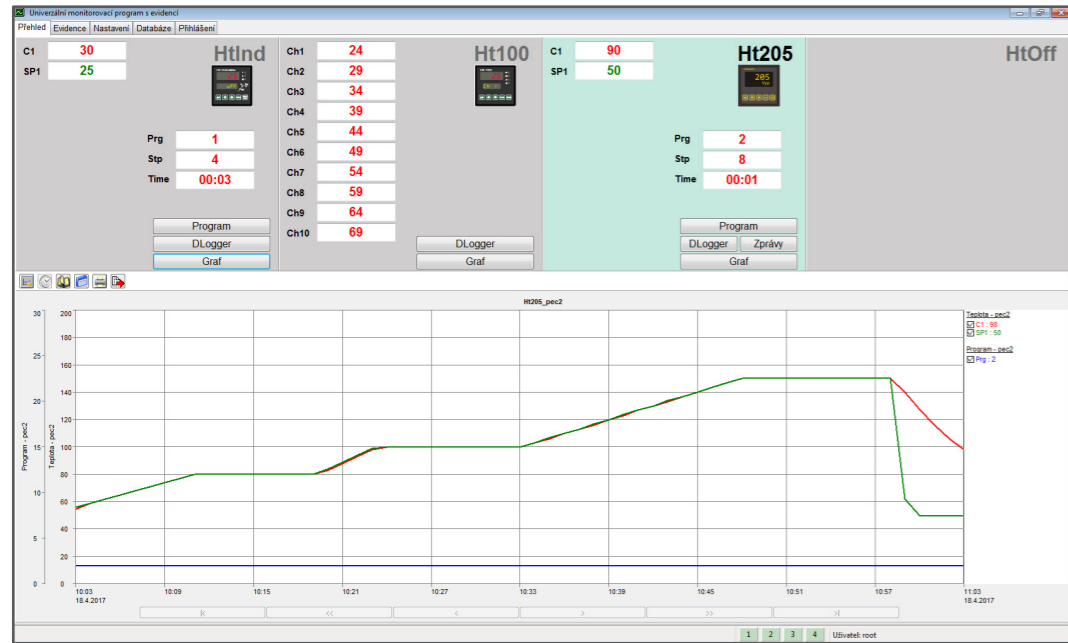 Univerzální monitorovací program s evidencí
Přehled Evidence Nastavení Databáze Přihlášení
C1 30
SP1 25
HtInd
Prg 1
Stp 4
Time 00:03
Program
DLogger
Graf
Ch1 24
Ch2 29
Ch3 34
Ch4 39
Ch5 44
Ch6 49
Ch7 54
Ch8 59
Ch9 64
Ch10 69
Ht100
DLogger
Graf
C1 90
SP1 50
Ht205
205
Prg 2
Stp 8
Time 00:01
Program
DLogger Zprávy
Graf
HtOff
Ht205_pec2
Program - pec2
30
25
20
15
10
5
0
Teplota - pec2
200
180
160
140
120
100
80
60
40
20
0
10:03 10:09 10:15 10:21 10:27 10:33 10:39 10:45 10:51 10:57 11:03
18.4.2017 18.4.2017
Teplota - pec2
C1 : 90
SP1 : 50
Program - pec2
Prg : 2
|< << < > >> >|
1 2 3 4 Uživatel: root